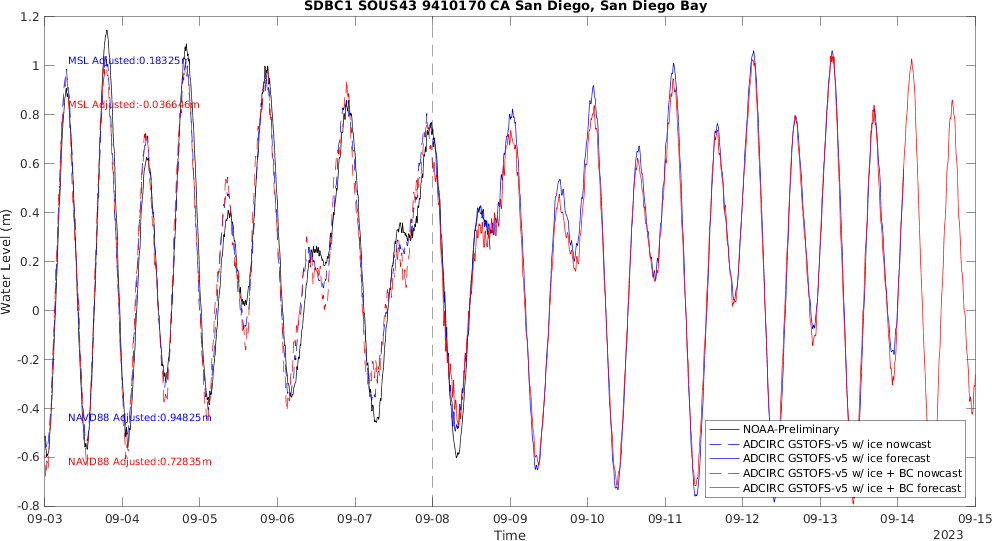 SDBC1 SOUS43 9410170 CA San Diego, San Diego Bay
1.2
1
0.8
0.6
0.4
0.2
0
-0.2
-0.4
-0.6
-0.8
Water Level (m)
MSL Adjusted:0.18325m
MSL Adjusted:-0.036646m
NAVD88 Adjusted:0.94825m
NAVD88 Adjusted:0.72835m
NOAA-Preliminary
ADCIRC GSTOFS-v5 w/ ice nowcast
ADCIRC GSTOFS-v5 w/ ice forecast
ADCIRC GSTOFS-v5 w/ ice + BC nowcast
ADCIRC GSTOFS-v5 w/ ice + BC forecast
09-03 09-04 09-05 09-06 09-07 09-08 09-09 09-10 09-11 09-12 09-13 09-14 09-15
Time
2023